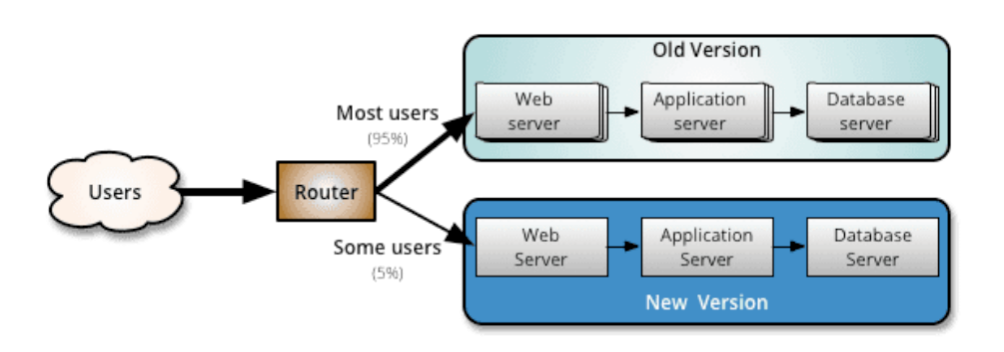 Old Version
Web
server
Application
server
Database
server
Most users
(95%)
Users
Router
Some users
(5%)
Web
Server
Application
Server
Database
Server
New Version